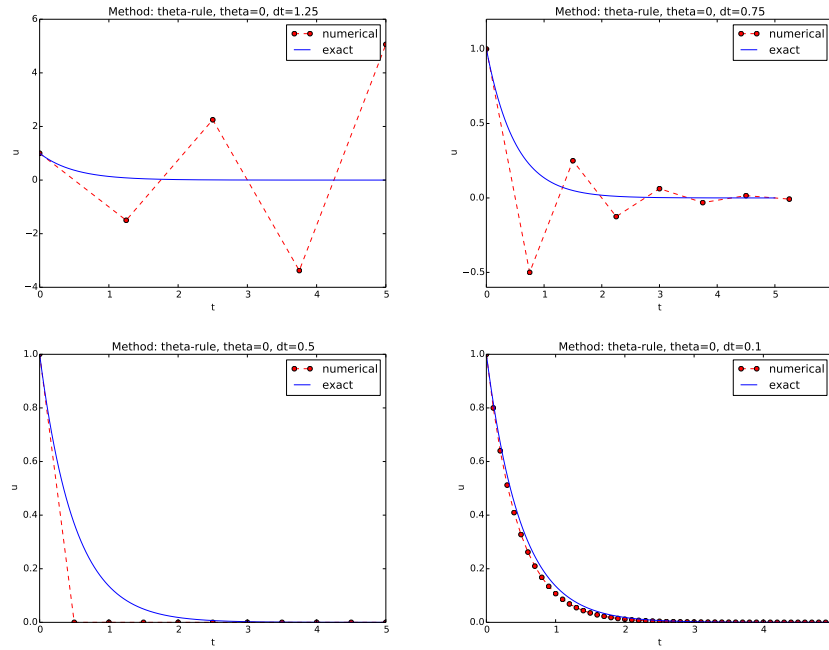 Method: theta-rule, theta=0, dt=1.25
numerical
exact
6
4
2
0
−2
−4
u
0 1 2 3 4 5
t
Method: theta-rule, theta=0, dt=0.75
numerical
exact
1.0
0.5
0.0
−0.5
u
0 1 2 3 4 5
t
Method: theta-rule, theta=0, dt=0.5
numerical
exact
1.0
0.8
0.6
0.4
0.2
0.0
u
0 1 2 3 4 5
t
Method: theta-rule, theta=0, dt=0.1
numerical
exact
1.0
0.8
0.6
0.4
0.2
0.0
u
0 1 2 3 4
t